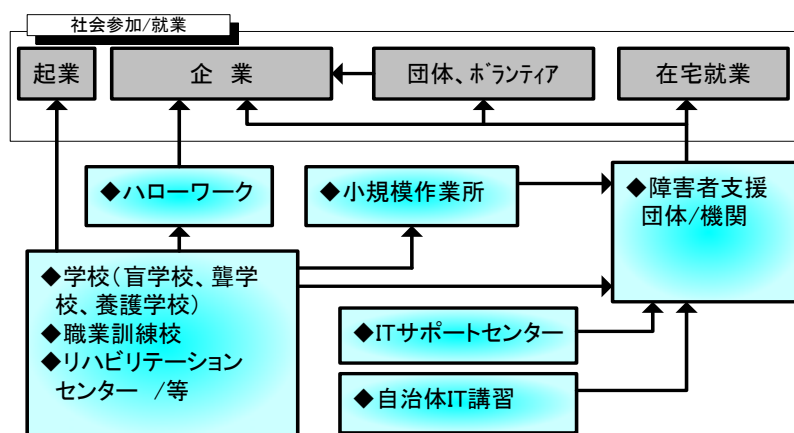 社会参加/就業
起業
企 業
団体、ﾎﾞﾗﾝﾃｨｱ
在宅就業
◆ハローワーク
◆小規模作業所
◆障害者支援
団体/機関
◆学校(盲学校、聾学
校、養護学校)
◆職業訓練校
◆リハビリテーション
センター /等
◆ITサポートセンター
◆自治体IT講習